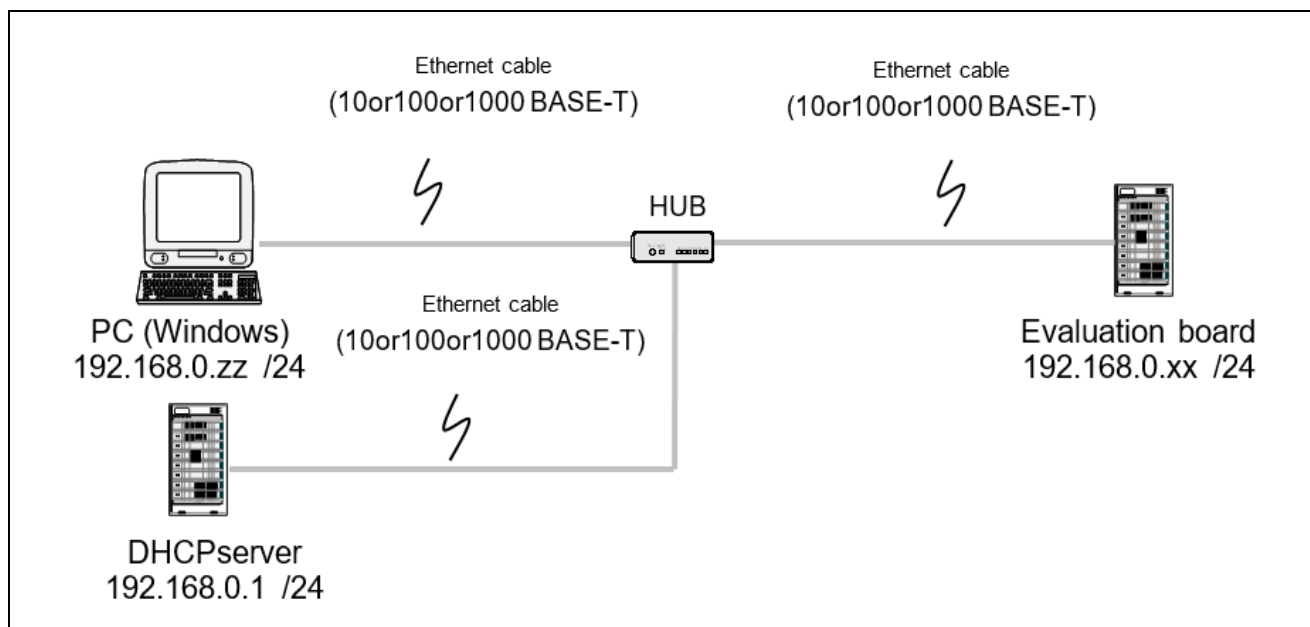 Ethernet cable
(10or100or1000 BASE-T)
Ethernet cable
(10or100or1000 BASE-T)
HUB
PC (Windows)
192.168.0.zz /24
Ethernet cable
(10or100or1000 BASE-T)
Evaluation board
192.168.0.xx /24
DHCPserver
192.168.0.1 /24